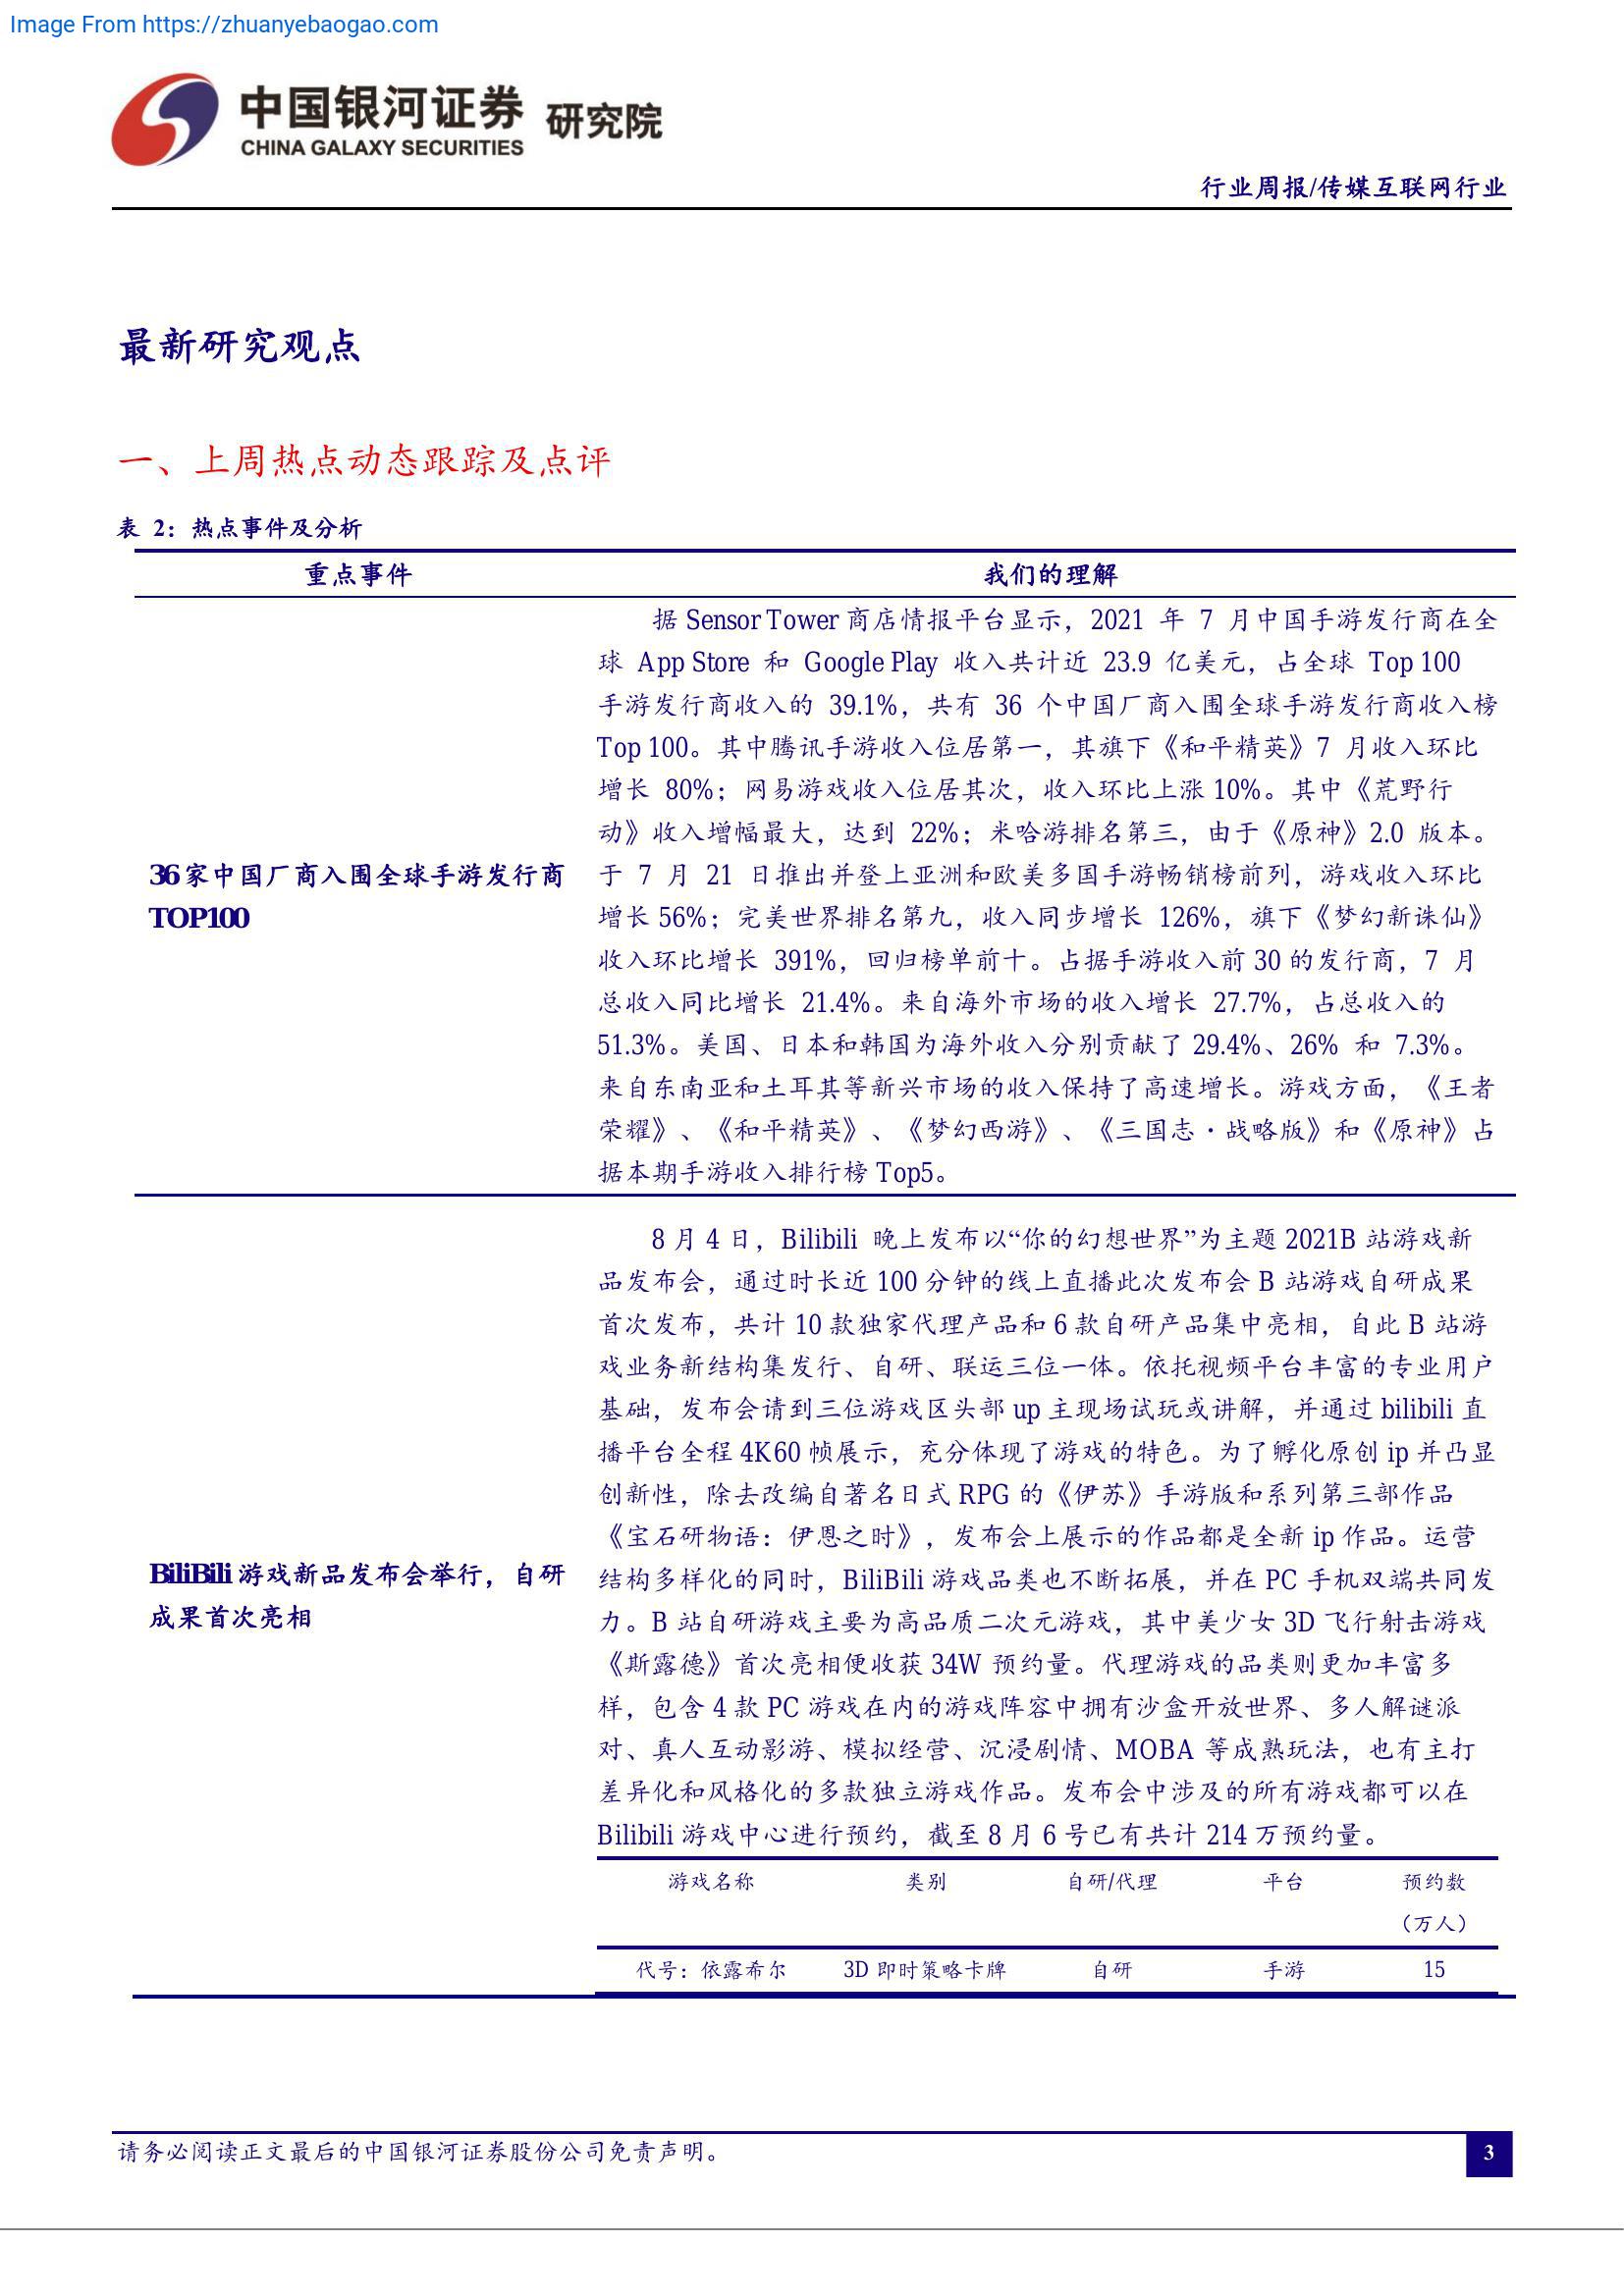 Image From https://zhuanyebaogao.com
中国银河证券 研究院
CHINA GALAXY SECURITIES
行业周报/传媒互联网行业
最新研究观点
一、上周热点动态跟踪及点评
表 2：热点事件及分析
重点事件 我们的理解
36 家中国厂商入围全球手游发行商
TOP100
据 Sensor Tower 商店情报平台显示，2021 年 7 月中国手游发行商在全
球 App Store 和 Google Play 收入共计近 23.9 亿美元，占全球 Top 100
手游发行商收入的 39.1%，共有 36 个中国厂商入围全球手游发行商收入榜
Top 100。其中腾讯手游收入位居第一，其旗下《和平精英》7 月收入环比
增长 80%；网易游戏收入位居其次，收入环比上涨 10%。其中《荒野行
动》收入增幅最大，达到 22%；米哈游排名第三，由于《原神》2.0 版本。
于 7 月 21 日推出并登上亚洲和欧美多国手游畅销榜前列，游戏收入环比
增长 56%；完美世界排名第九，收入同步增长 126%，旗下《梦幻新诛仙》
收入环比增长 391%，回归榜单前十。占据手游收入前 30 的发行商，7 月
总收入同比增长 21.4%。来自海外市场的收入增长 27.7%，占总收入的
51.3%。美国、日本和韩国为海外收入分别贡献了 29.4%、26% 和 7.3%。
来自东南亚和土耳其等新兴市场的收入保持了高速增长。游戏方面，《王者
荣耀》、《和平精英》、《梦幻西游》、《三国志·战略版》和《原神》占
据本期手游收入排行榜 Top5。
BiliBili 游戏新品发布会举行，自研
成果首次亮相
8 月 4 日，Bilibili 晚上发布以“你的幻想世界”为主题 2021B 站游戏新
品发布会，通过时长近 100 分钟的线上直播此次发布会 B 站游戏自研成果
首次发布，共计 10 款独家代理产品和 6 款自研产品集中亮相，自此 B 站游
戏业务新结构集发行、自研、联运三位一体。依托视频平台丰富的专业用户
基础，发布会请到三位游戏区头部 up 主现场试玩或讲解，并通过 bilibili 直
播平台全程 4K60 帧展示，充分体现了游戏的特色。为了孵化原创 ip 并凸显
创新性，除去改编自著名日式 RPG 的《伊苏》手游版和系列第三部作品
《宝石研物语：伊恩之时》，发布会上展示的作品都是全新 ip 作品。运营
结构多样化的同时，BiliBili 游戏品类也不断拓展，并在 PC 手机双端共同发
力。B 站自研游戏主要为高品质二次元游戏，其中美少女 3D 飞行射击游戏
《斯露德》首次亮相便收获 34W 预约量。代理游戏的品类则更加丰富多
样，包含 4 款 PC 游戏在内的游戏阵容中拥有沙盒开放世界、多人解谜派
对、真人互动影游、模拟经营、沉浸剧情、MOBA 等成熟玩法，也有主打
差异化和风格化的多款独立游戏作品。发布会中涉及的所有游戏都可以在
Bilibili 游戏中心进行预约，截至 8 月 6 号已有共计 214 万预约量。
游戏名称 类别 自研/代理 平台 预约数
（万人）
代号：依露希尔 3D 即时策略卡牌 自研 手游 15
请务必阅读正文最后的中国银河证券股份公司免责声明。
3